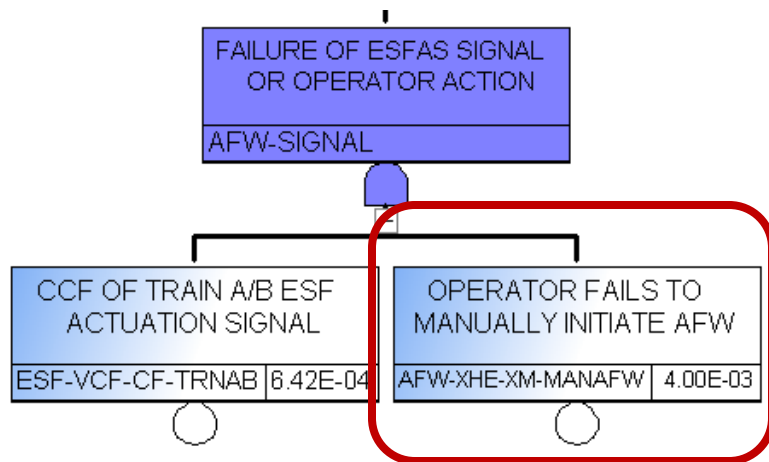 FAILURE OF ESFAS SIGNAL
OR OPERATOR ACTION
AFW-SIGNAL
CCF OF TRAIN A/B ESF
ACTUATION SIGNAL
ESF-VCF-CF-TRNAB 6.42E-04
OPERATOR FAILS TO
MANUALLY INITIATE AFW
AFW-XHE-XM-MANAFW 4.00E-03